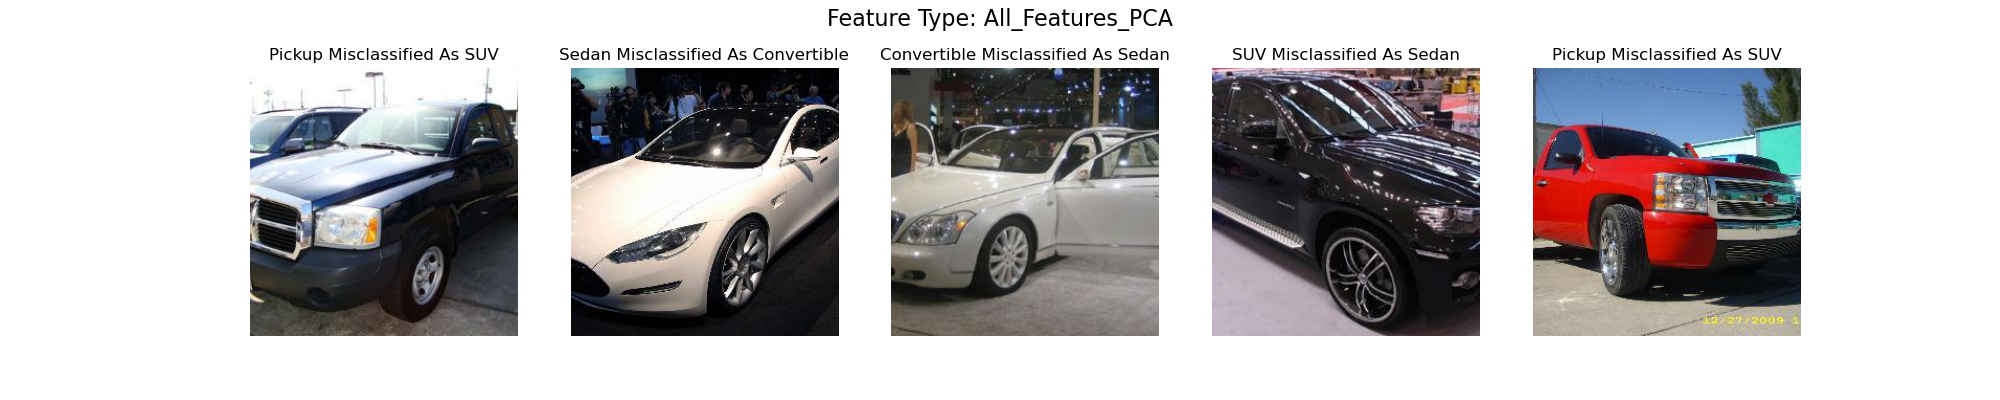 Feature Type: All_Features_PCA
Pickup Misclassified As SUV
Sedan Misclassified As Convertible
Convertible Misclassified As Sedan
SUV Misclassified As Sedan
Pickup Misclassified As SUV
12/27/2009 1